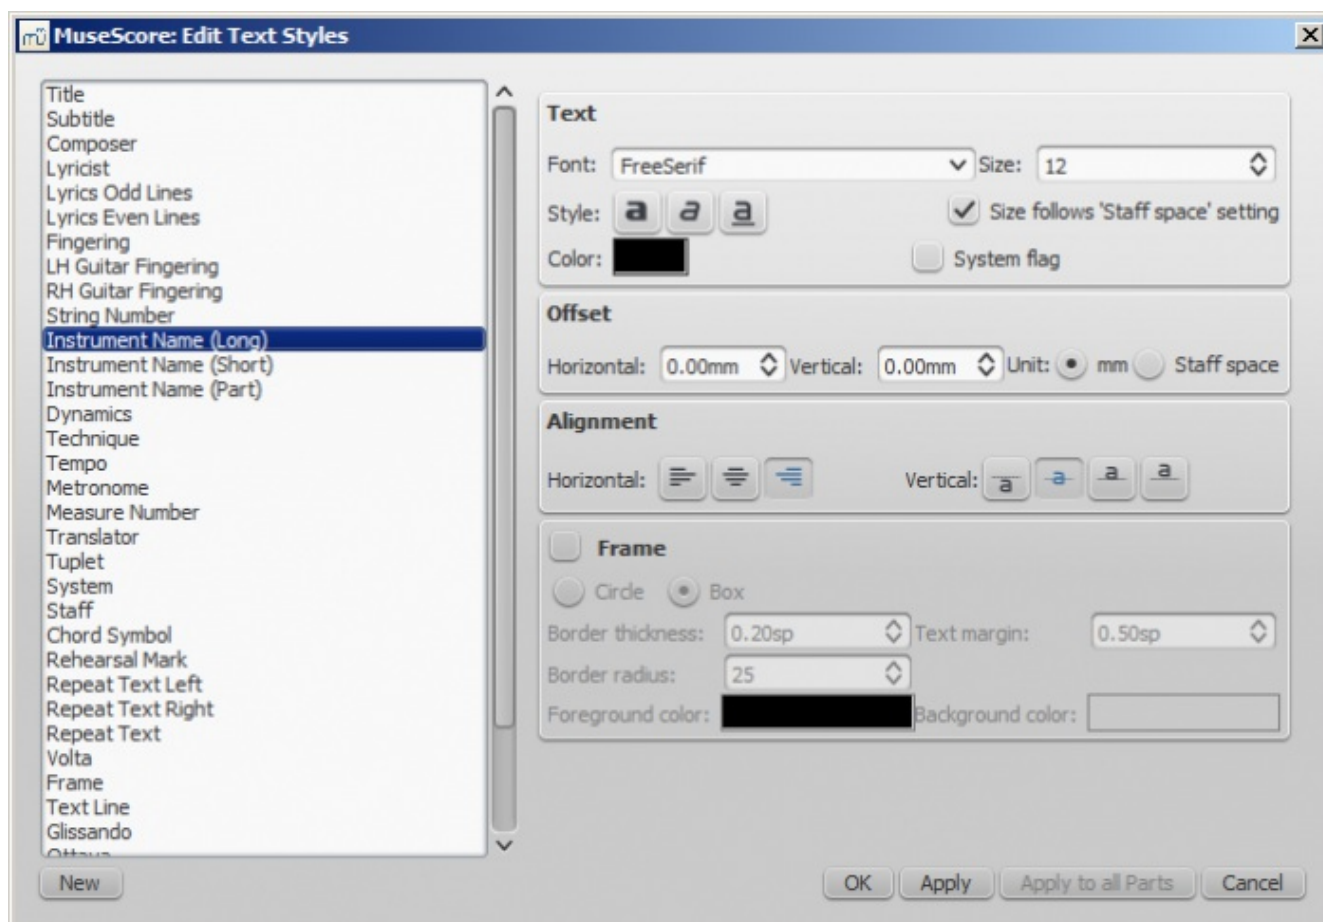 MuseScore: Edit Text Styles
Title
Subtitle
Composer
Lyricist
Lyrics Odd Lines
Lyrics Even Lines
Fingering
LH Guitar Fingering
RH Guitar Fingering
String Number
Instrument Name (Long)
Instrument Name (Short)
Instrument Name (Part)
Dynamics
Technique
Tempo
Metronome
Measure Number
Translator
Tuplet
System
Staff
Chord Symbol
Rehearsal Mark
Repeat Text Left
Repeat Text Right
Repeat Text
Volta
Frame
Text Line
Glissando
Ottava
New
Text
Font: FreeSerif Size: 12
Style: a a a Size follows 'Staff space' setting
Color: System flag
Offset
Horizontal: 0.00mm Vertical: 0.00mm Unit: mm Staff space
Alignment
Horizontal: Vertical: a a a a
Frame
Circle Box
Border thickness: 0.20sp Text margin: 0.50sp
Border radius: 25
Foreground color: Background color:
OK Apply Apply to all Parts Cancel